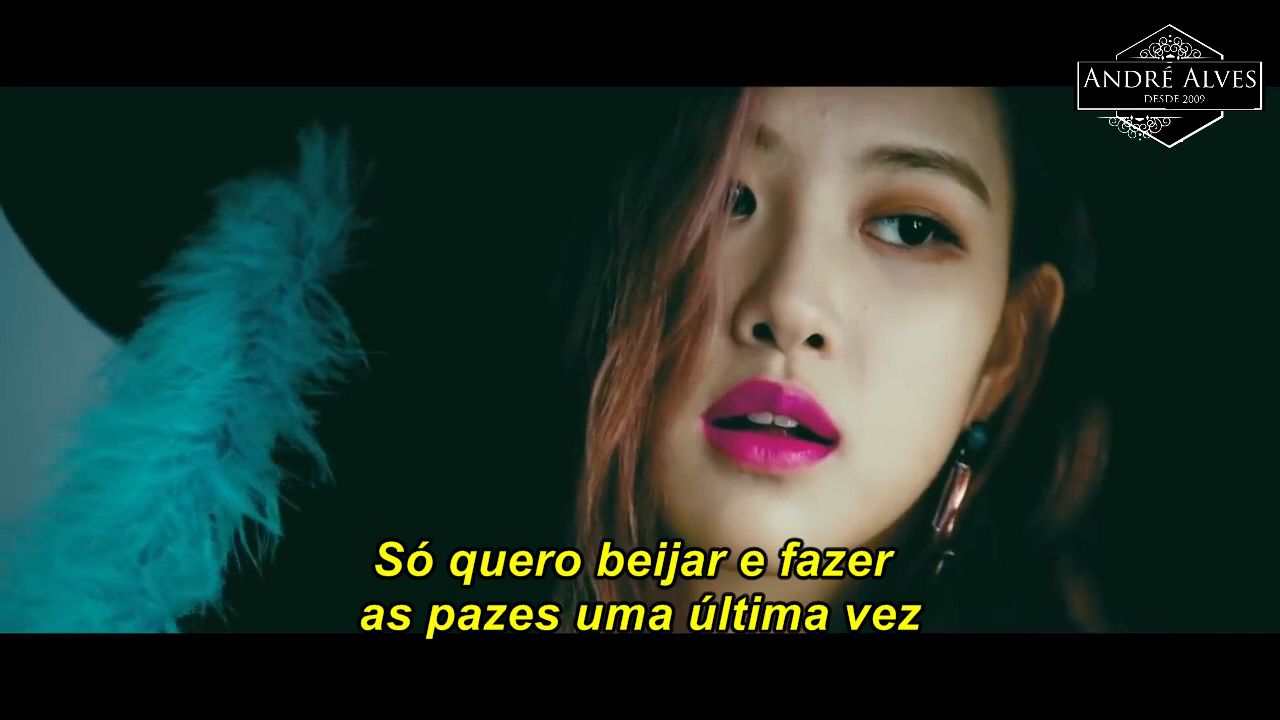 ANDRÉ ALVES
DESDE 2009
Só quero beijar e fazer
as pazes uma última vez